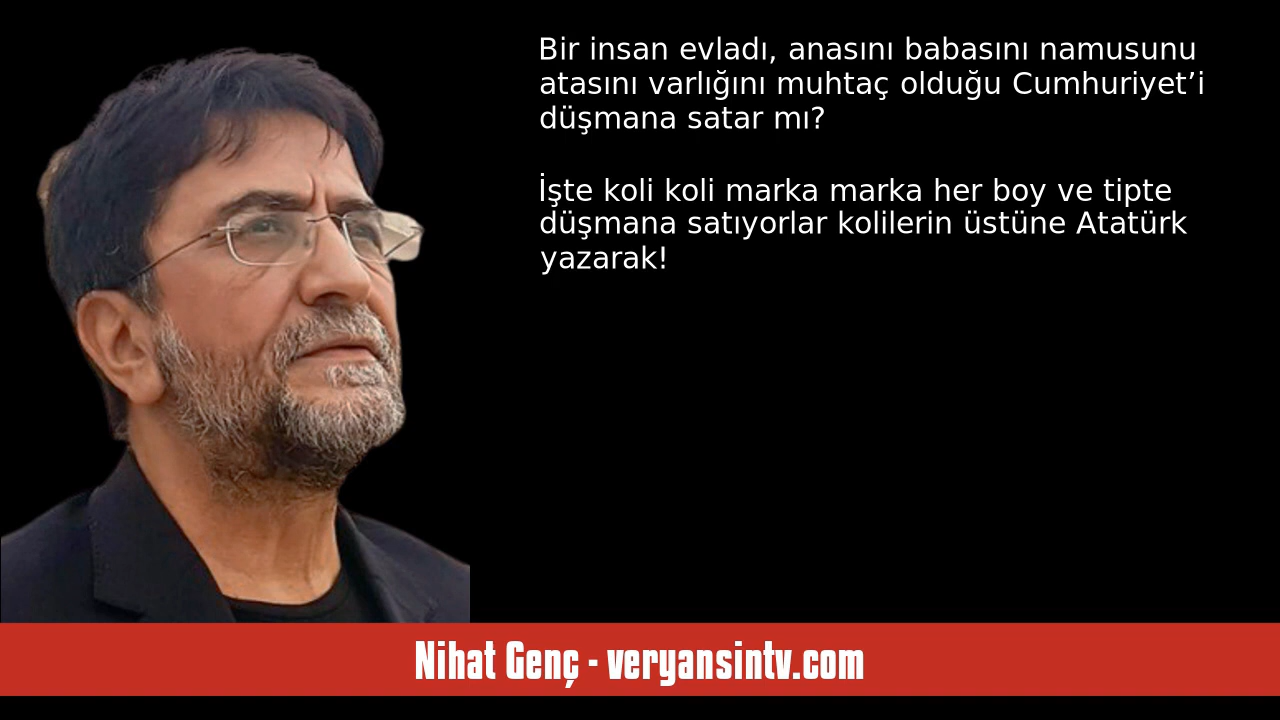 Bir insan evladı, anasını babasını namusunu
atasını varlığını muhtaç olduğu Cumhuriyet’i
düşmana satar mı?
İşte koli koli marka marka her boy ve tipte
düşmana satıyorlar kolilerin üstüne Atatürk
yazarak!
Nihat Genç - veryansintv.com